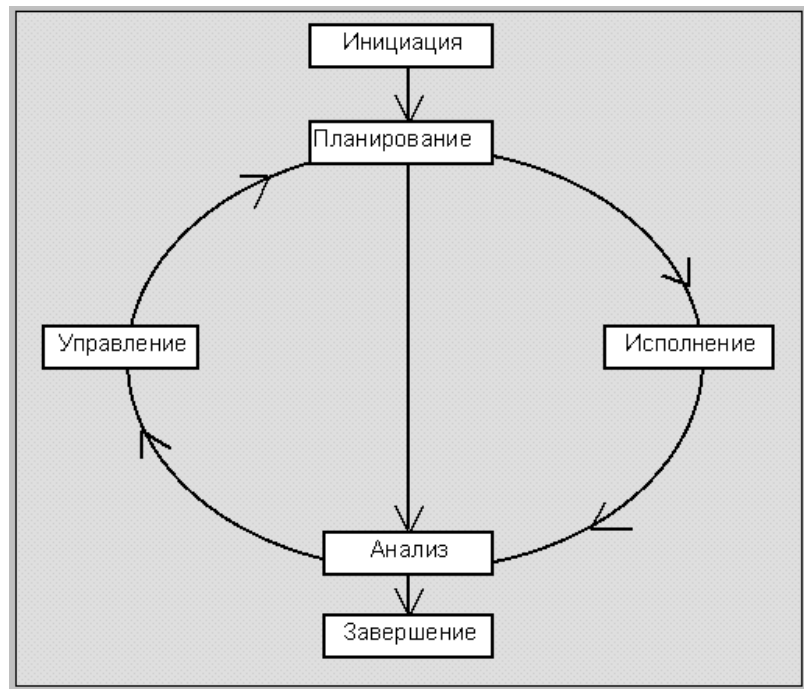 Инициация
Планирование
Управление
Исполнение
Анализ
Завершение